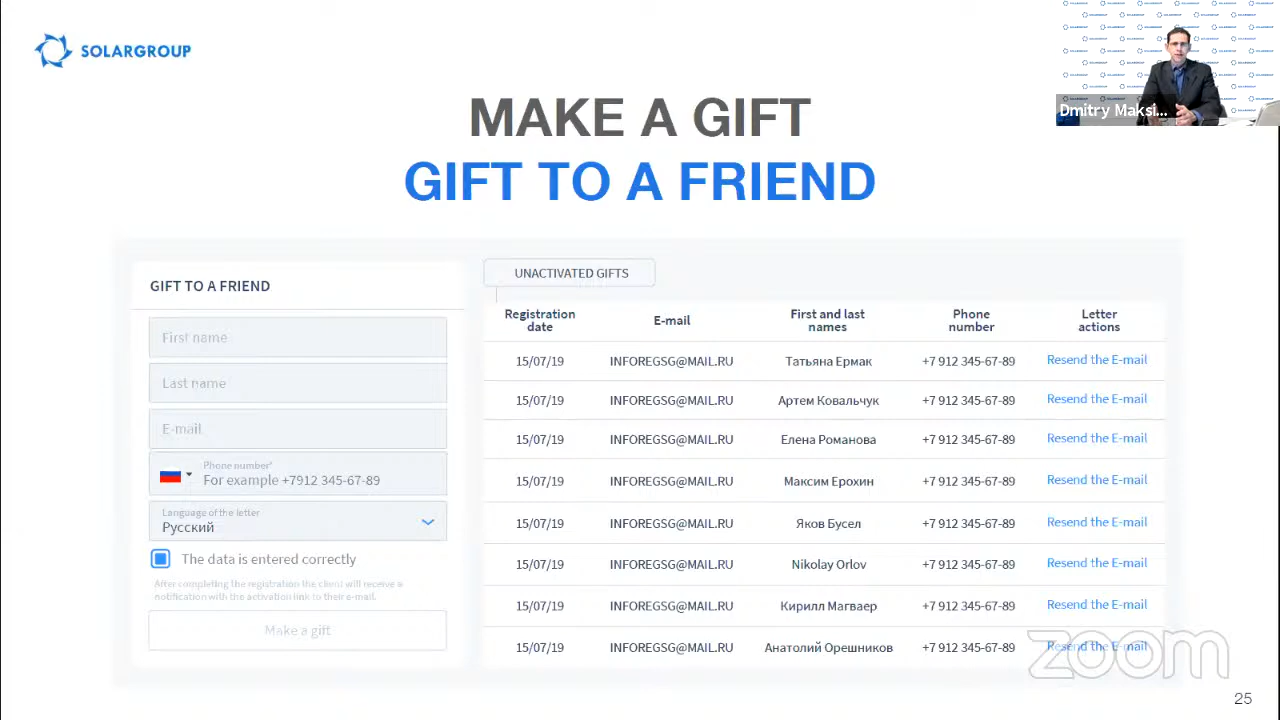 SOLARGROUP
Dmitry Maksi...
MAKE A GIFT
GIFT TO A FRIEND
GIFT TO A FRIEND
First name
Last name
E-mail
Phone number*
For example +7912 345-67-89
Language of the letter
Русский
The data is entered correctly
After completing the registration the client will receive a
notification with the activation link to their e-mail.
Make a gift
UNACTIVATED GIFTS
Registration date E-mail First and last names Phone number Letter actions
15/07/19 INFOREGSG@MAIL.RU Татьяна Ермак +7 912 345-67-89 Resend the E-mail
15/07/19 INFOREGSG@MAIL.RU Артем Ковальчук +7 912 345-67-89 Resend the E-mail
15/07/19 INFOREGSG@MAIL.RU Елена Романова +7 912 345-67-89 Resend the E-mail
15/07/19 INFOREGSG@MAIL.RU Максим Ерохин +7 912 345-67-89 Resend the E-mail
15/07/19 INFOREGSG@MAIL.RU Яков Бусел +7 912 345-67-89 Resend the E-mail
15/07/19 INFOREGSG@MAIL.RU Nikolay Orlov +7 912 345-67-89 Resend the E-mail
15/07/19 INFOREGSG@MAIL.RU Кирилл Магваер +7 912 345-67-89 Resend the E-mail
15/07/19 INFOREGSG@MAIL.RU Анатолий Орешников +7 912 345-67-89 Resend the E-mail
zoom
25